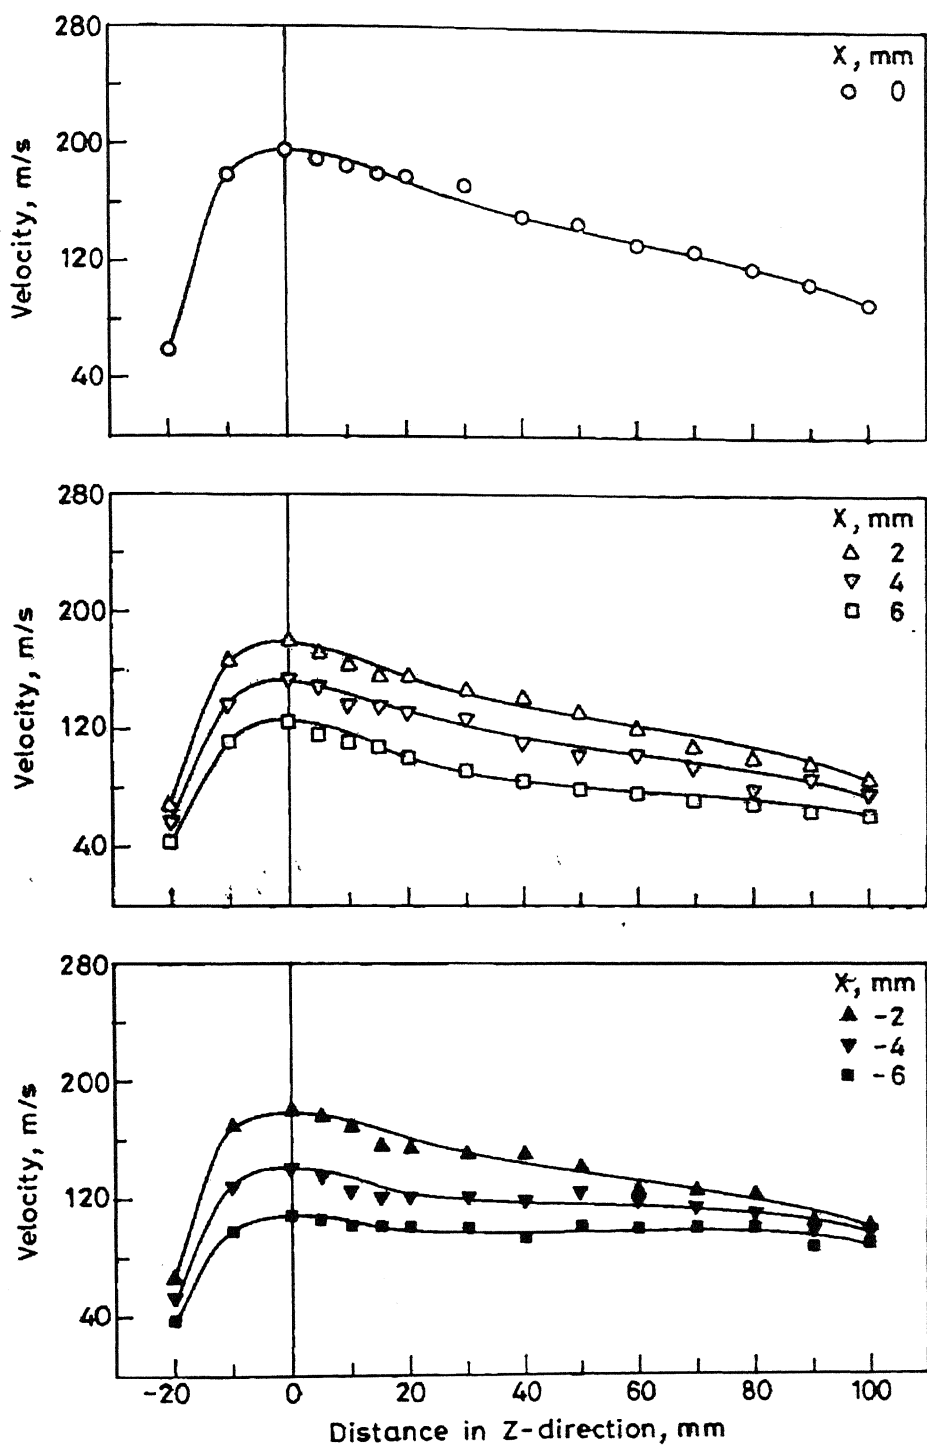 280
200
120
40
Velocity, m/s
X, mm
○ 0
280
200
120
40
Velocity, m/s
X, mm
△ 2
▽ 4
□ 6
280
200
120
40
Velocity, m/s
X, mm
▲ -2
▼ -4
■ -6
-20 0 20 40 60 80 100
Distance in Z-direction, mm